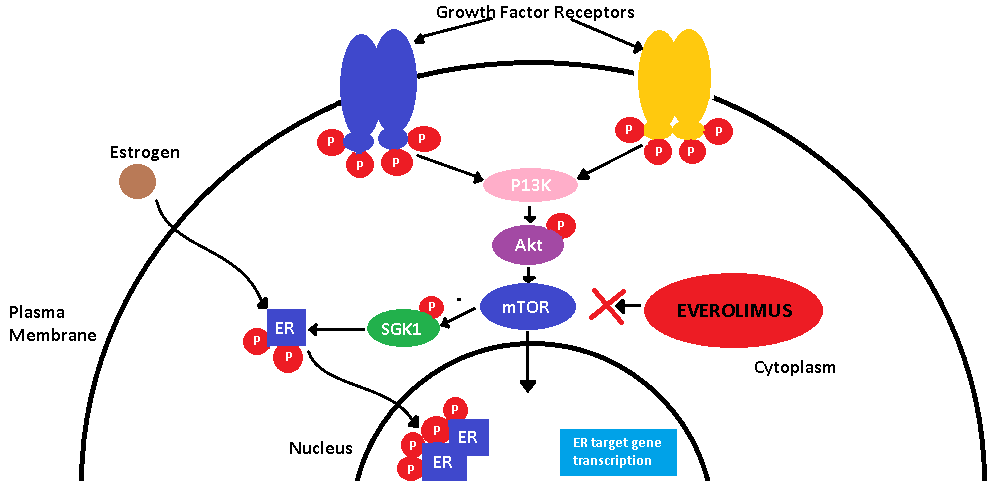 Growth Factor Receptors
P
P
P
P
P
P
P
P
Estrogen
P13K
P
Akt
Plasma
Membrane
mTOR
EVEROLIMUS
P
SGK1
ER
P
P
Cytoplasm
Nucleus
P
P
ER
P
ER
P
ER target gene
transcription